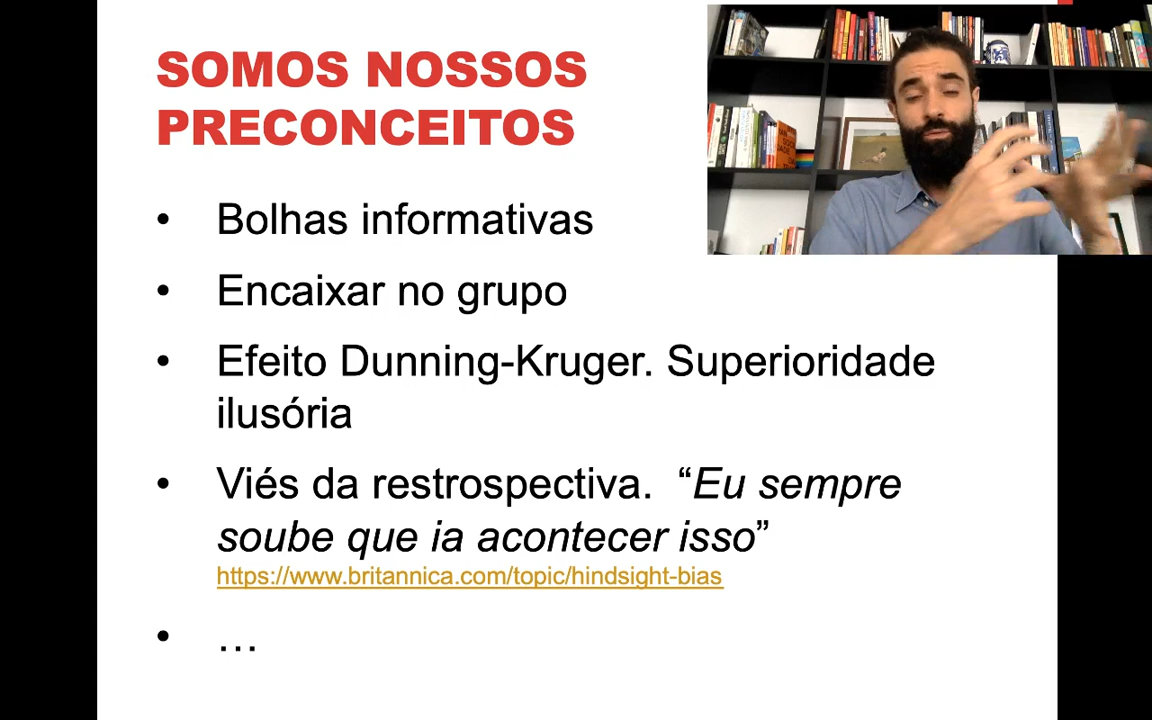 SOMOS NOSSOS
PRECONCEITOS
• Bolhas informativas
• Encaixar no grupo
• Efeito Dunning-Kruger. Superioridade
ilusória
• Viés da restrospectiva. “Eu sempre
soube que ia acontecer isso”
https://www.britannica.com/topic/hindsight-bias
• …